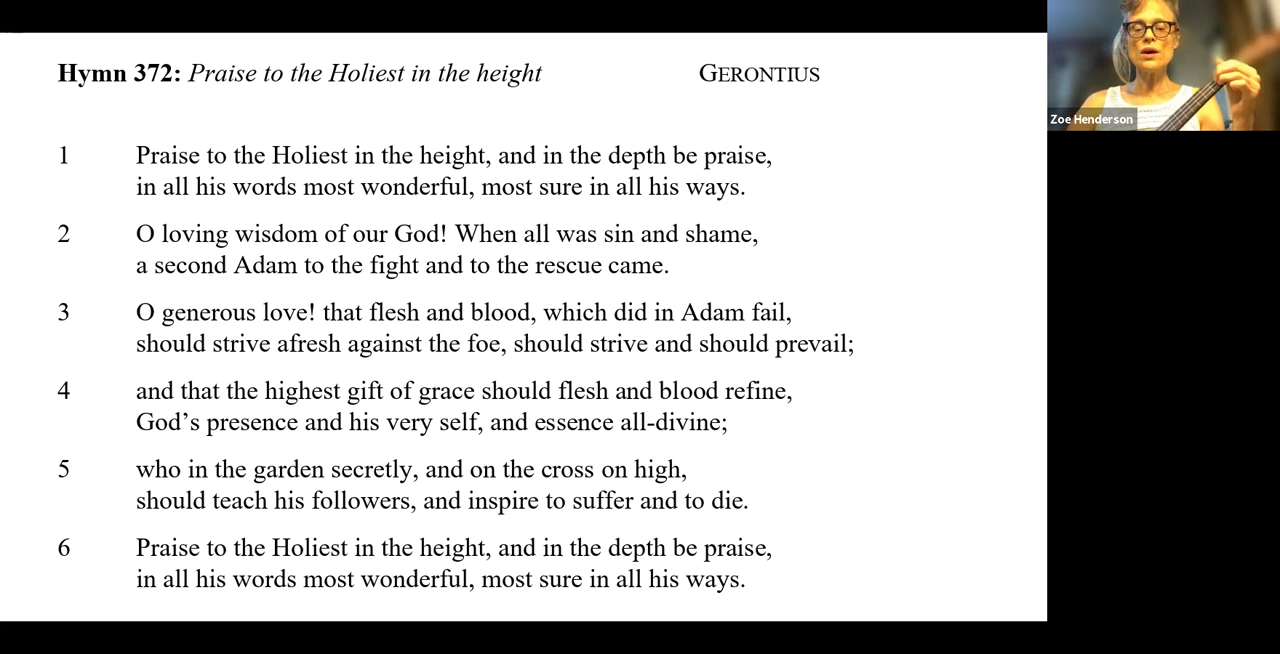 Hymn 372: Praise to the Holiest in the height GERONTIUS
Zoe Henderson
1 Praise to the Holiest in the height, and in the depth be praise,
in all his words most wonderful, most sure in all his ways.
2 O loving wisdom of our God! When all was sin and shame,
a second Adam to the fight and to the rescue came.
3 O generous love! that flesh and blood, which did in Adam fail,
should strive afresh against the foe, should strive and should prevail;
4 and that the highest gift of grace should flesh and blood refine,
God’s presence and his very self, and essence all-divine;
5 who in the garden secretly, and on the cross on high,
should teach his followers, and inspire to suffer and to die.
6 Praise to the Holiest in the height, and in the depth be praise,
in all his words most wonderful, most sure in all his ways.